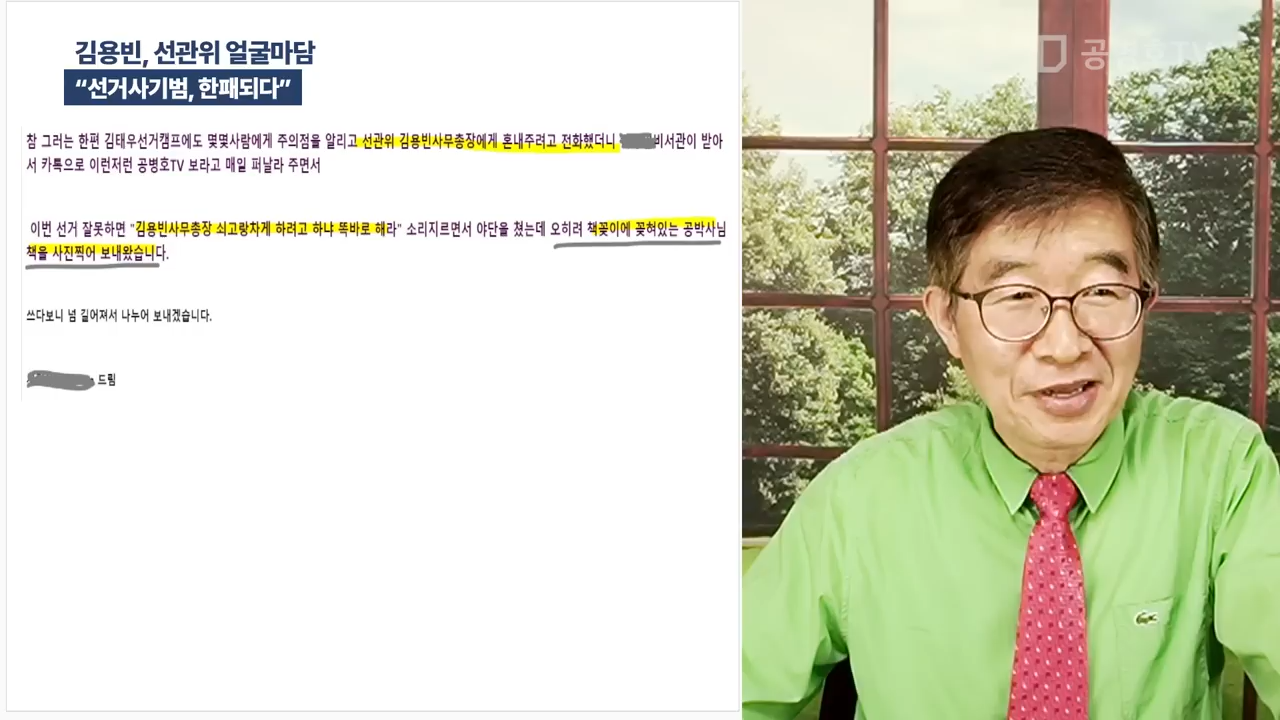 김용빈, 선관위 얼굴마담
“선거사기범, 한패되다”
참 그러는 한편 김태우선거캠프에도 몇몇사람에게 주의점을 알리고 선관위 김용빈사무총장에게 혼내주려고 전화했더니 비서관이 받아
서 카톡으로 이런저런 공병호TV 보라고 매일 퍼날라 주면서
이번 선거 잘못하면 "김용빈사무총장 쇠고랑차게 하려고 하냐 똑바로 해라" 소리지르면서 야단을 쳤는데 오히려 책꽂이에 꽂혀있는 공박사님
책을 사진찍어 보내왔습니다.
쓰다보니 넘 길어져서 나누어 보내겠습니다.
드림
공병호TV